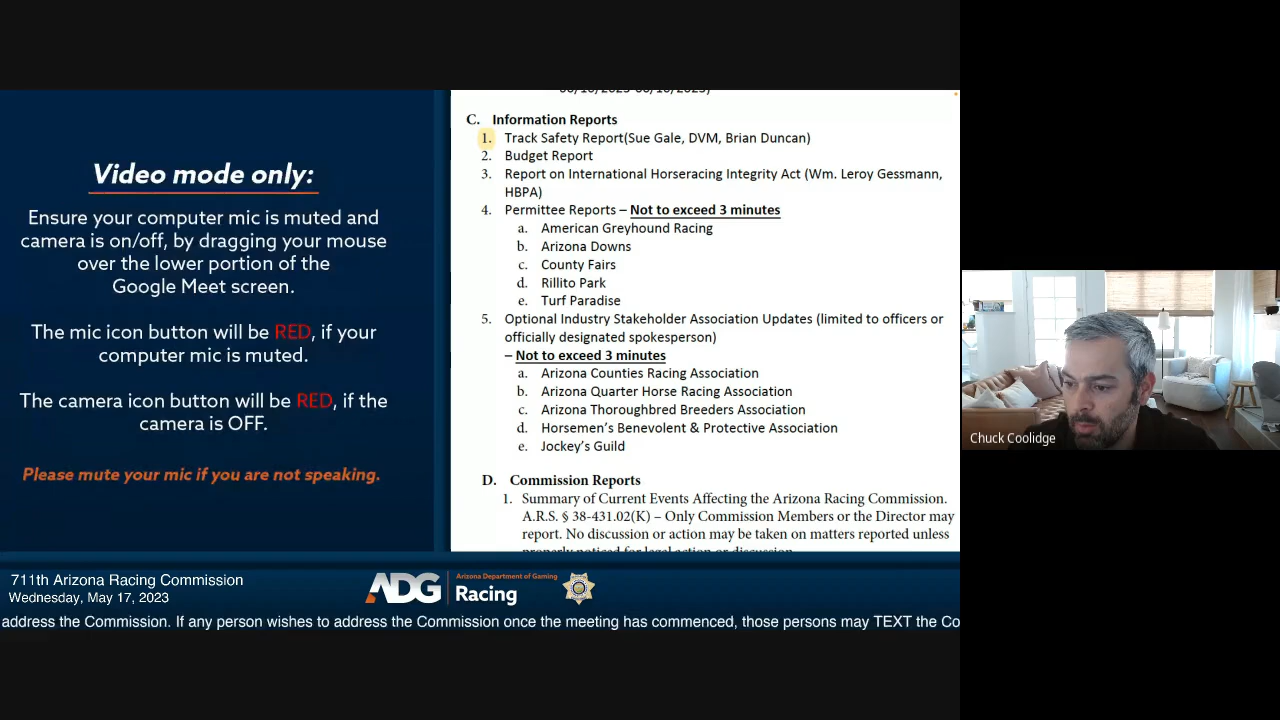 Video mode only:
Ensure your computer mic is muted and
camera is on/off, by dragging your mouse
over the lower portion of the
Google Meet screen.
The mic icon button will be RED, if your
computer mic is muted.
The camera icon button will be RED, if the
camera is OFF.
Please mute your mic if you are not speaking.
C. Information Reports
1. Track Safety Report(Sue Gale, DVM, Brian Duncan)
2. Budget Report
3. Report on International Horseracing Integrity Act (Wm. Leroy Gessmann,
HBPA)
4. Permittee Reports – Not to exceed 3 minutes
a. American Greyhound Racing
b. Arizona Downs
c. County Fairs
d. Rillito Park
e. Turf Paradise
5. Optional Industry Stakeholder Association Updates (limited to officers or
officially designated spokesperson)
– Not to exceed 3 minutes
a. Arizona Counties Racing Association
b. Arizona Quarter Horse Racing Association
c. Arizona Thoroughbred Breeders Association
d. Horsemen's Benevolent & Protective Association
e. Jockey's Guild
D. Commission Reports
1. Summary of Current Events Affecting the Arizona Racing Commission.
A.R.S. § 38-431.02(K) – Only Commission Members or the Director may
report. No discussion or action may be taken on matters reported unless
properly noticed for legal action or discussion.
Chuck Coolidge
711th Arizona Racing Commission
Wednesday, May 17, 2023
ADG
Arizona Department of Gaming
Racing
address the Commission. If any person wishes to address the Commission once the meeting has commenced, those persons may TEXT the Co